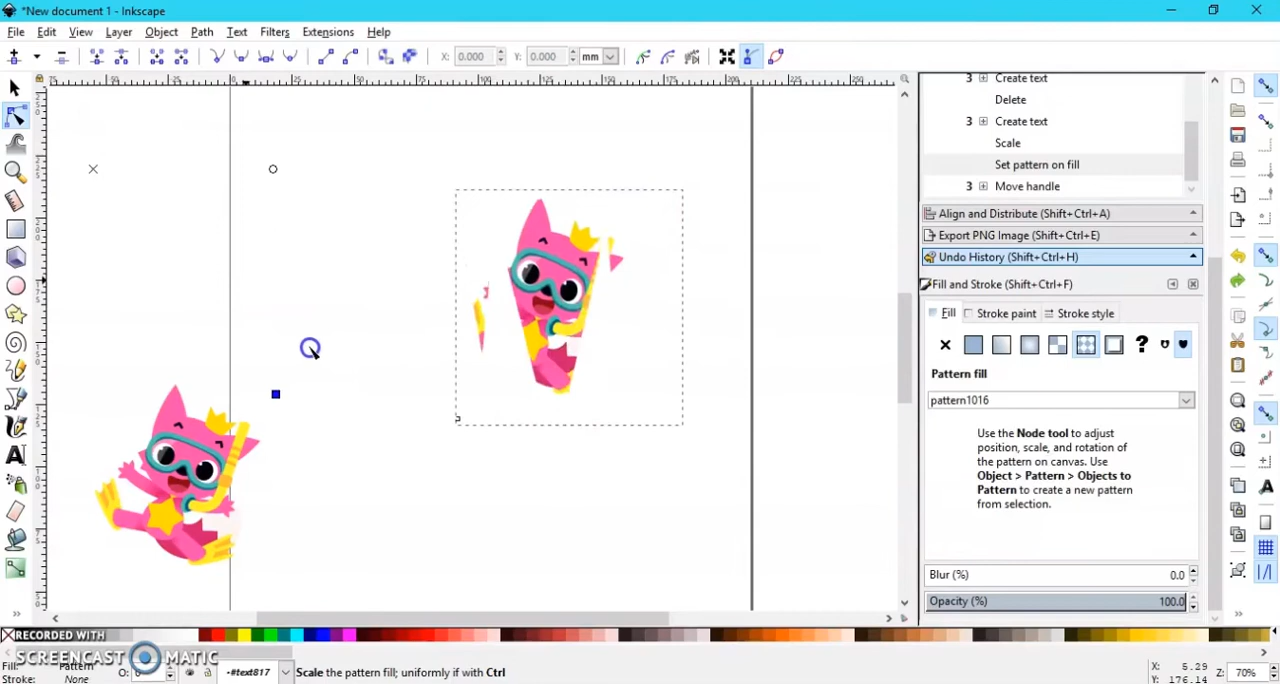 *New document 1 - Inkscape
File Edit View Layer Object Path Text Filters Extensions Help
X: 0.000 Y: 0.000 mm
3 Create text
Delete
3 Create text
Scale
Set pattern on fill
3 Move handle
Align and Distribute (Shift+Ctrl+A)
Export PNG Image (Shift+Ctrl+E)
Undo History (Shift+Ctrl+H)
Fill and Stroke (Shift+Ctrl+F)
Fill Stroke paint Stroke style
?
Pattern fill
pattern1016
Use the Node tool to adjust
position, scale, and rotation of
the pattern on canvas. Use
Object > Pattern > Objects to
Pattern to create a new pattern
from selection.
Blur (%) 0.0
Opacity (%) 100.0
RECORDED WITH
SCREENCAST MATIC
Fill: Pattern
Stroke: None
O:
-#text817
Scale the pattern fill; uniformly if with Ctrl
X: 5.29
Y: 176.14
Z: 70%